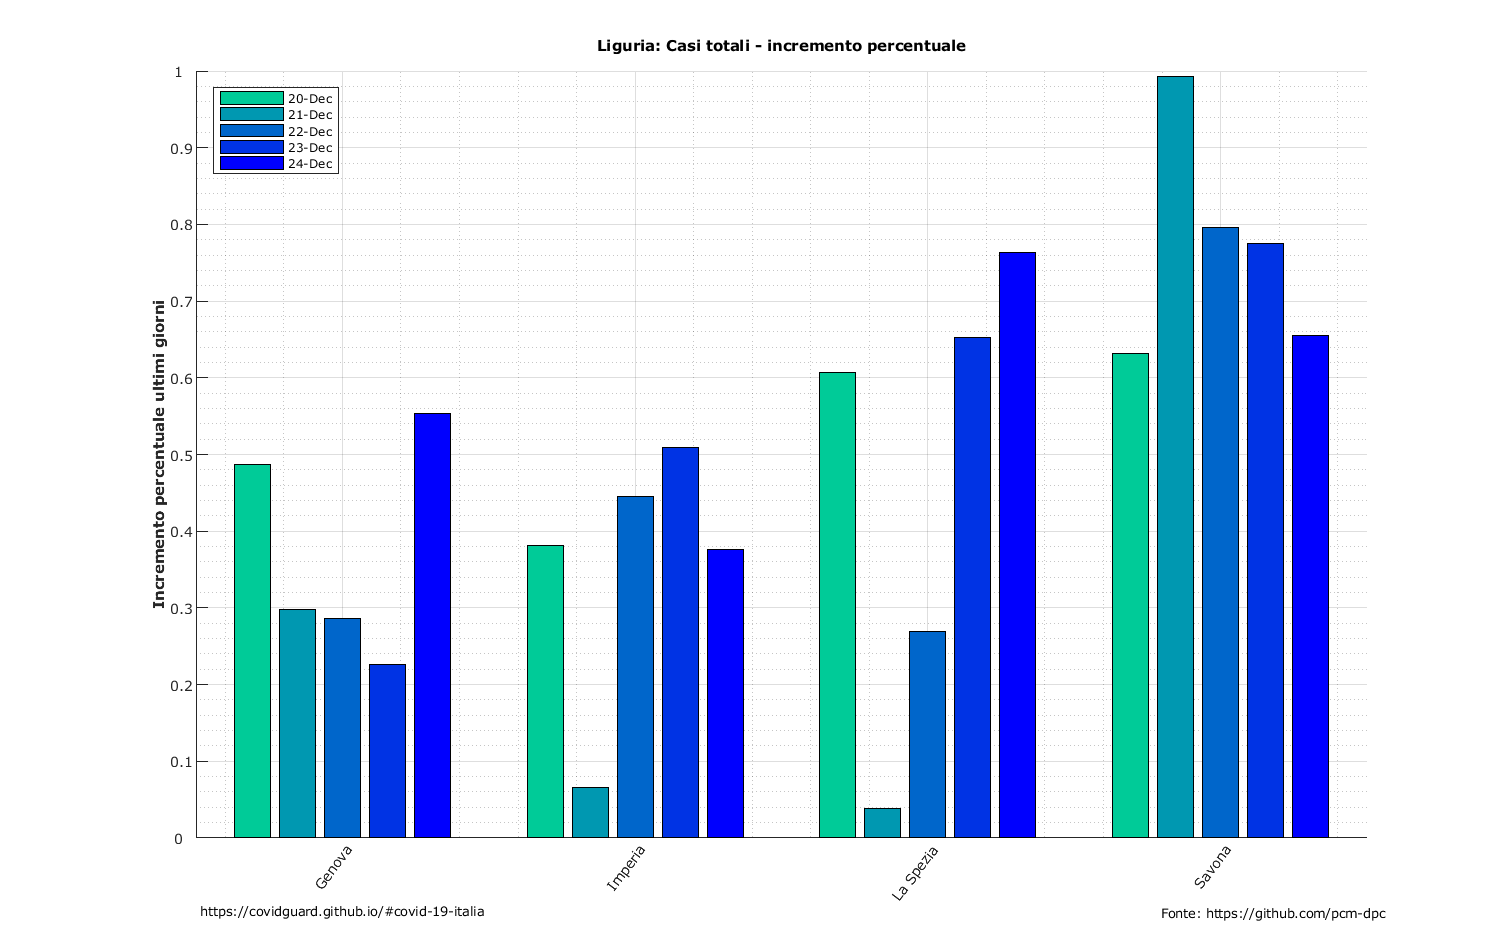 Liguria: Casi totali - incremento percentuale
1
0.9
0.8
0.7
0.6
0.5
0.4
0.3
0.2
0.1
0
Incremento percentuale ultimi giorni
20-Dec
21-Dec
22-Dec
23-Dec
24-Dec
Genova
Imperia
La Spezia
Savona
https://covidguard.github.io/#covid-19-italia
Fonte: https://github.com/pcm-dpc